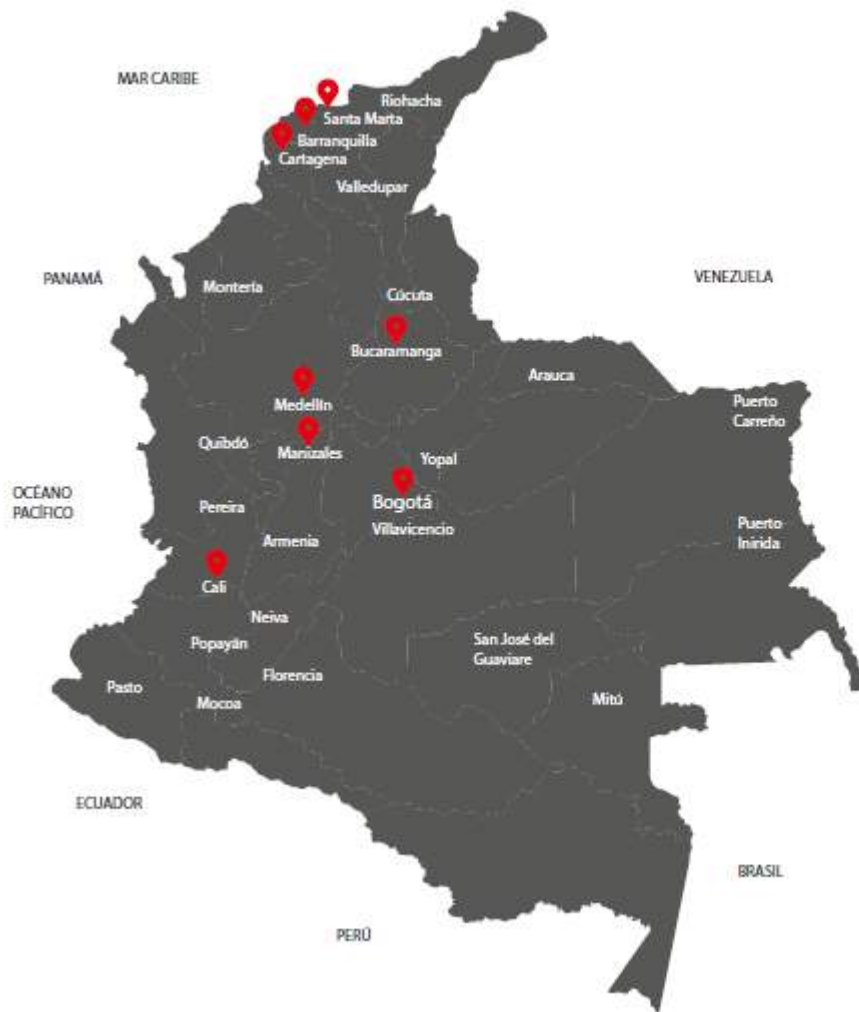 MAR CARIBE
Riohacha
Santa Marta
Barranquilla
Cartagena
Valledupar
PANAMÁ
VENEZUELA
Montería
Cúcuta
Bucaramanga
Arauca
Medellín
Puerto
Carreño
Quibdó
Manizales
Yopal
OCÉANO
PACÍFICO
Bogotá
Pereira
Villavicencio
Puerto
Inirida
Armenia
Cali
Neiva
Popayán
San José del
Guaviare
Florencia
Pasto
Mocoa
Mitú
ECUADOR
BRASIL
PERÚ